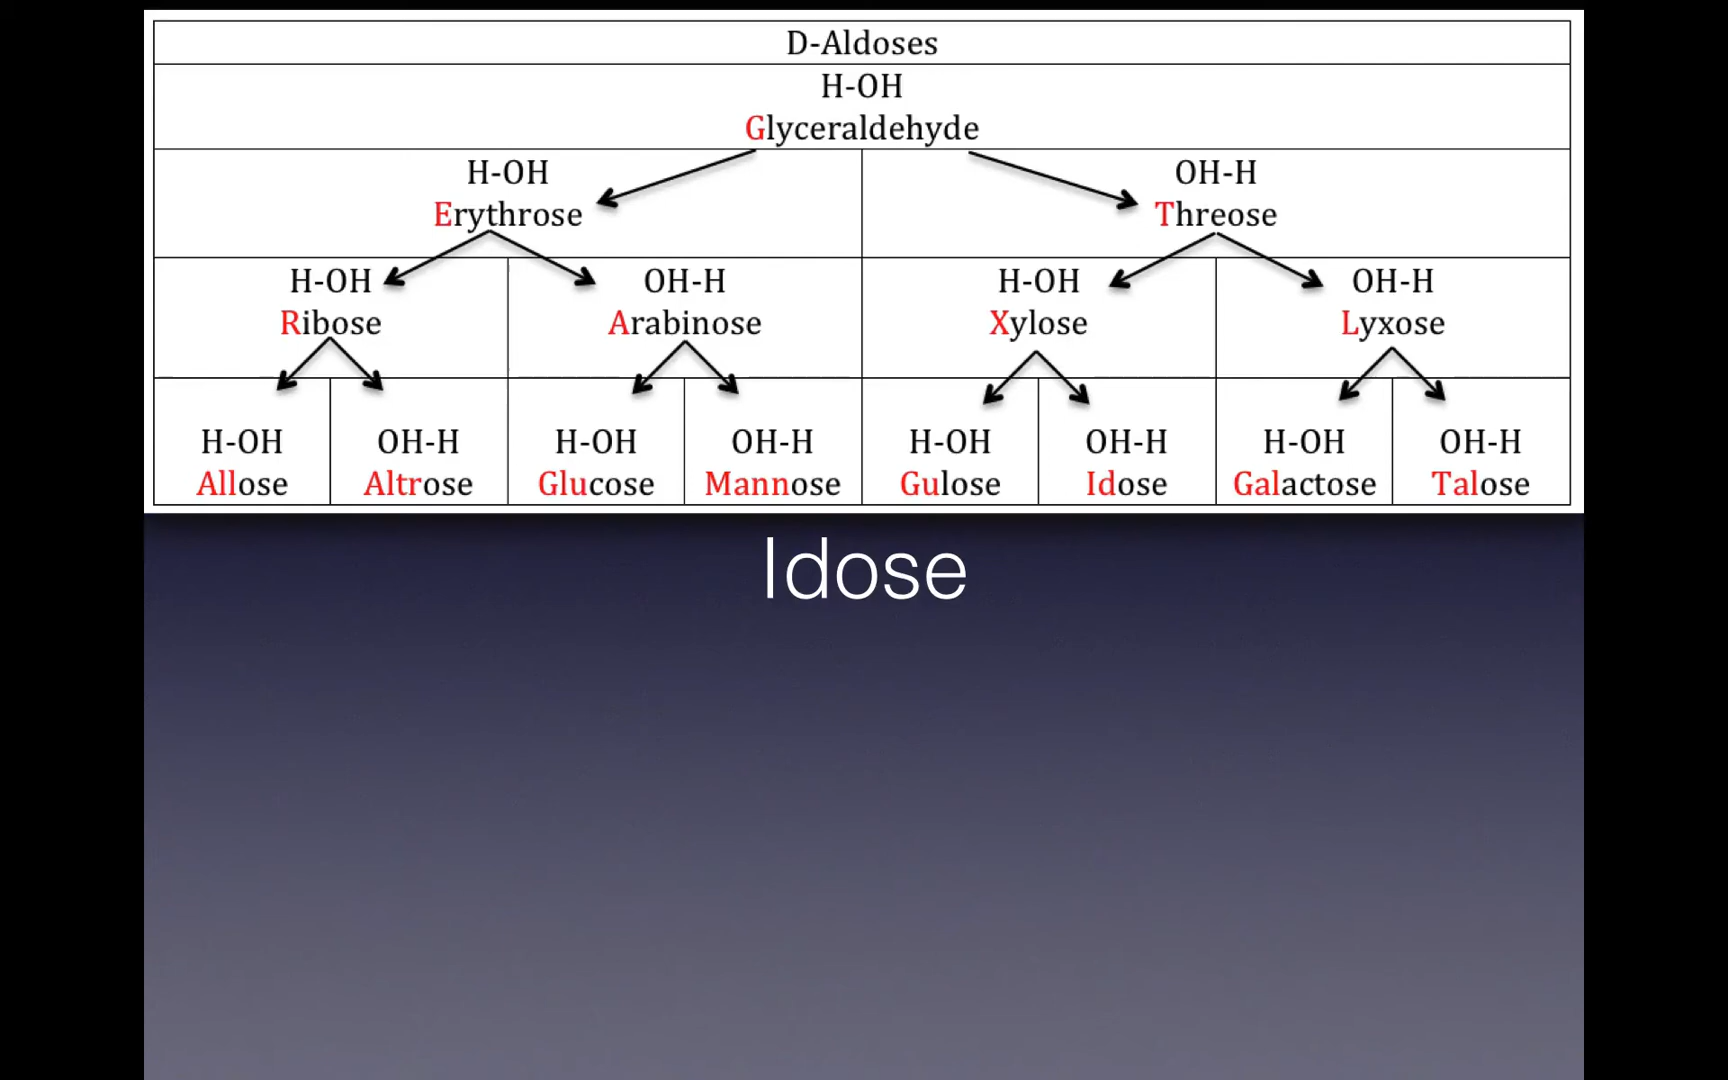 D-Aldoses
H-OH
Glyceraldehyde
H-OH OH-H
Erythrose Threose
H-OH OH-H H-OH OH-H
Ribose Arabinose Xylose Lyxose
H-OH OH-H H-OH OH-H H-OH OH-H H-OH OH-H
Allose Altrose Glucose Mannose Gulose Idose Galactose Talose
Idose